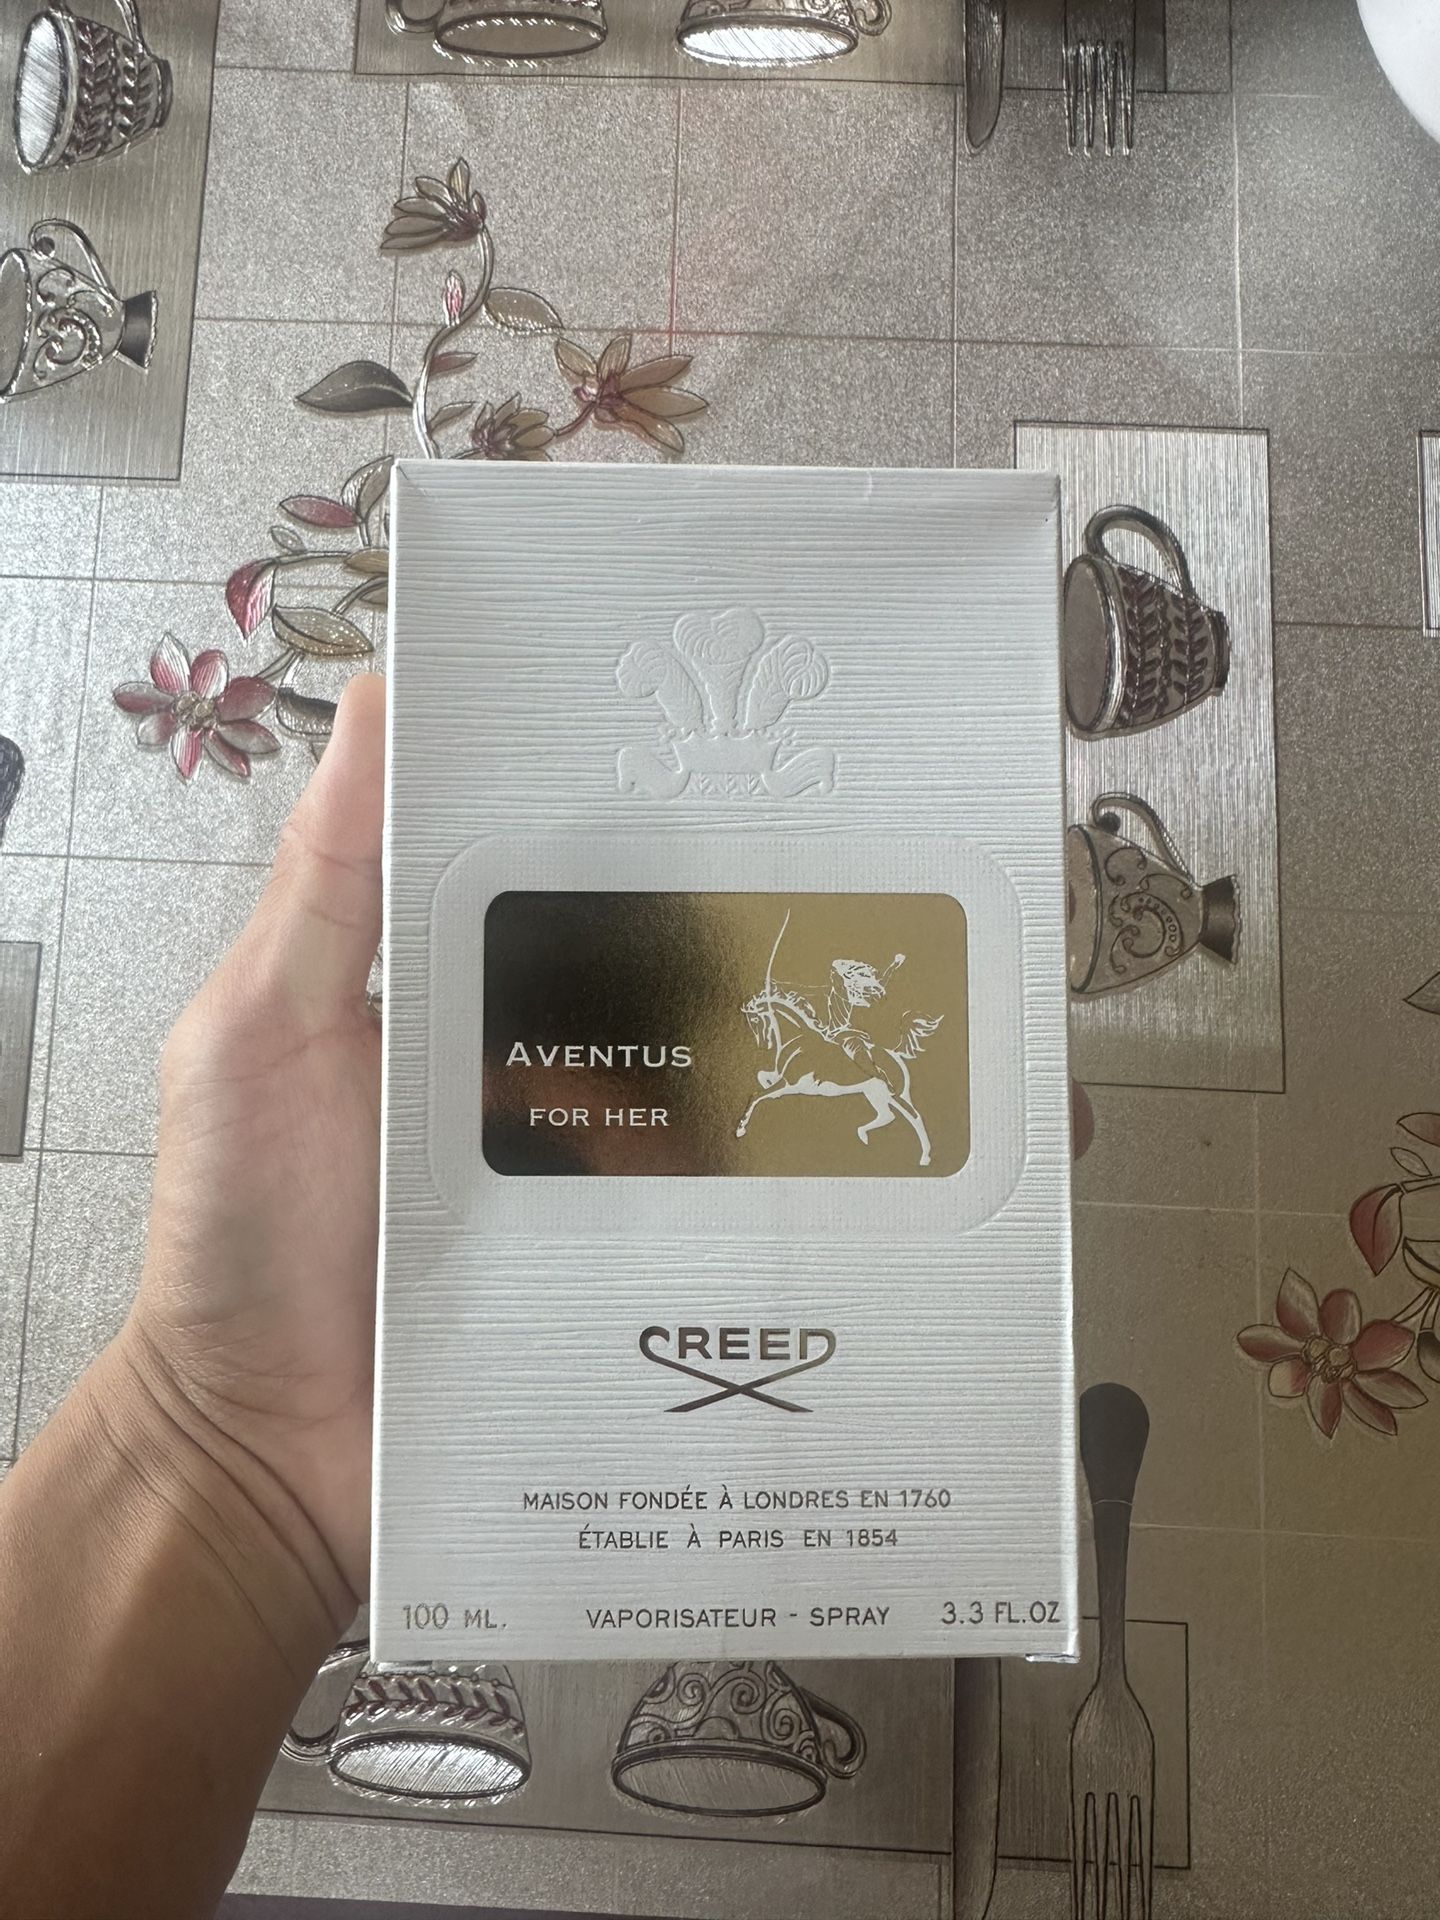 AVENTUS
FOR HER
CREED
MAISON FONDÉE À LONDRES EN 1760
ÉTABLIE À PARIS EN 1854
100 ML. VAPORISATEUR - SPRAY 3.3 FL.OZ